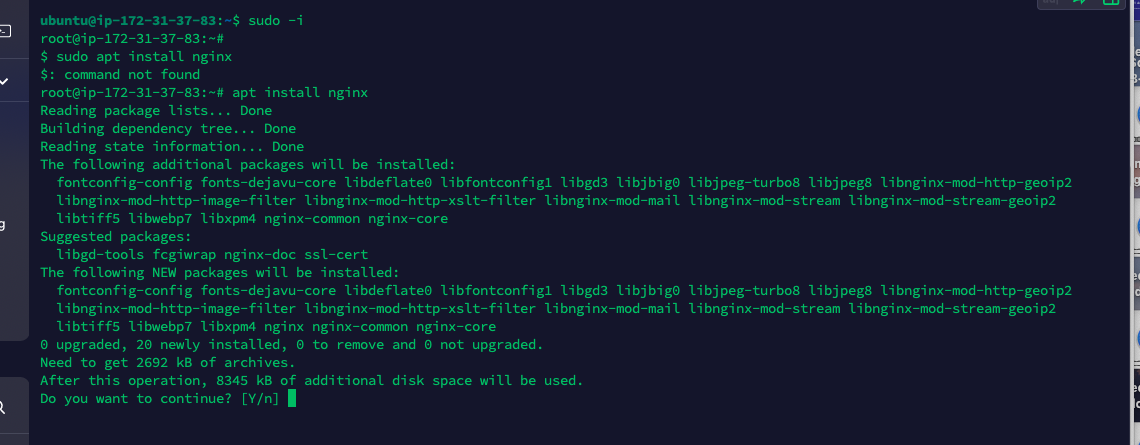 ubuntu@ip-172-31-37-83:~$ sudo -i
root@ip-172-31-37-83:~#
$ sudo apt install nginx
$: command not found
root@ip-172-31-37-83:~# apt install nginx
Reading package lists... Done
Building dependency tree... Done
Reading state information... Done
The following additional packages will be installed:
  fontconfig-config fonts-dejavu-core libdeflate0 libfontconfig1 libgd3 libjbig0 libjpeg-turbo8 libjpeg8 libnginx-mod-http-geoip2
  libnginx-mod-http-image-filter libnginx-mod-http-xslt-filter libnginx-mod-mail libnginx-mod-stream libnginx-mod-stream-geoip2
  libtiff5 libwebp7 libxpm4 nginx-common nginx-core
Suggested packages:
  libgd-tools fcgiwrap nginx-doc ssl-cert
The following NEW packages will be installed:
  fontconfig-config fonts-dejavu-core libdeflate0 libfontconfig1 libgd3 libjbig0 libjpeg-turbo8 libjpeg8 libnginx-mod-http-geoip2
  libnginx-mod-http-image-filter libnginx-mod-http-xslt-filter libnginx-mod-mail libnginx-mod-stream libnginx-mod-stream-geoip2
  libtiff5 libwebp7 libxpm4 nginx nginx-common nginx-core
0 upgraded, 20 newly installed, 0 to remove and 0 not upgraded.
Need to get 2692 kB of archives.
After this operation, 8345 kB of additional disk space will be used.
Do you want to continue? [Y/n]